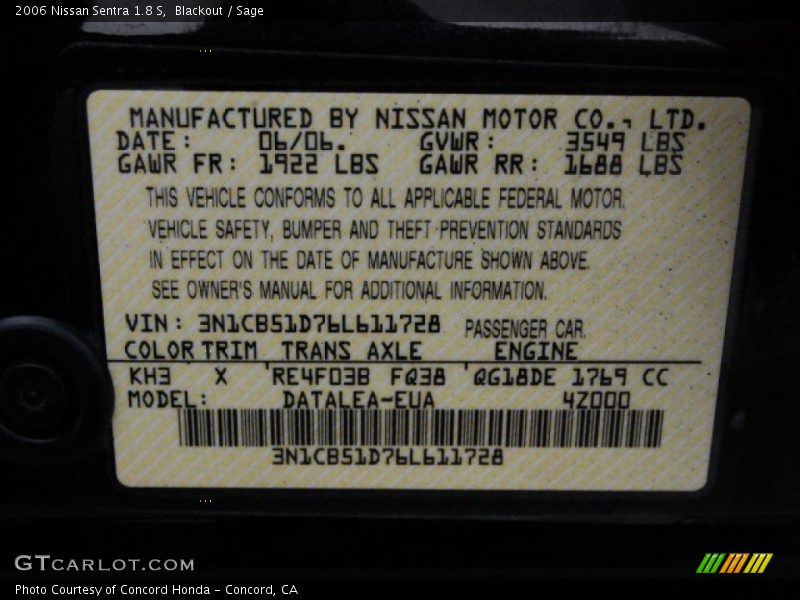 2006 Nissan Sentra 1.8 S, Blackout / Sage
MANUFACTURED BY NISSAN MOTOR CO., LTD.
DATE: 06/06. GVWR: 3549 LBS
GAWR FR: 1922 LBS GAWR RR: 1688 LBS
THIS VEHICLE CONFORMS TO ALL APPLICABLE FEDERAL MOTOR
VEHICLE SAFETY, BUMPER AND THEFT PREVENTION STANDARDS
IN EFFECT ON THE DATE OF MANUFACTURE SHOWN ABOVE.
SEE OWNER'S MANUAL FOR ADDITIONAL INFORMATION.
VIN: 3N1CB51D76L611728 PASSENGER CAR.
COLOR TRIM TRANS AXLE ENGINE
KH3 X 'RE4F03B FQ38 'QG18DE 1769 CC
MODEL: DATALEA-EUA 4Z000
3N1CB51D76L611728
GTCARLOT.COM
Photo Courtesy of Concord Honda - Concord, CA